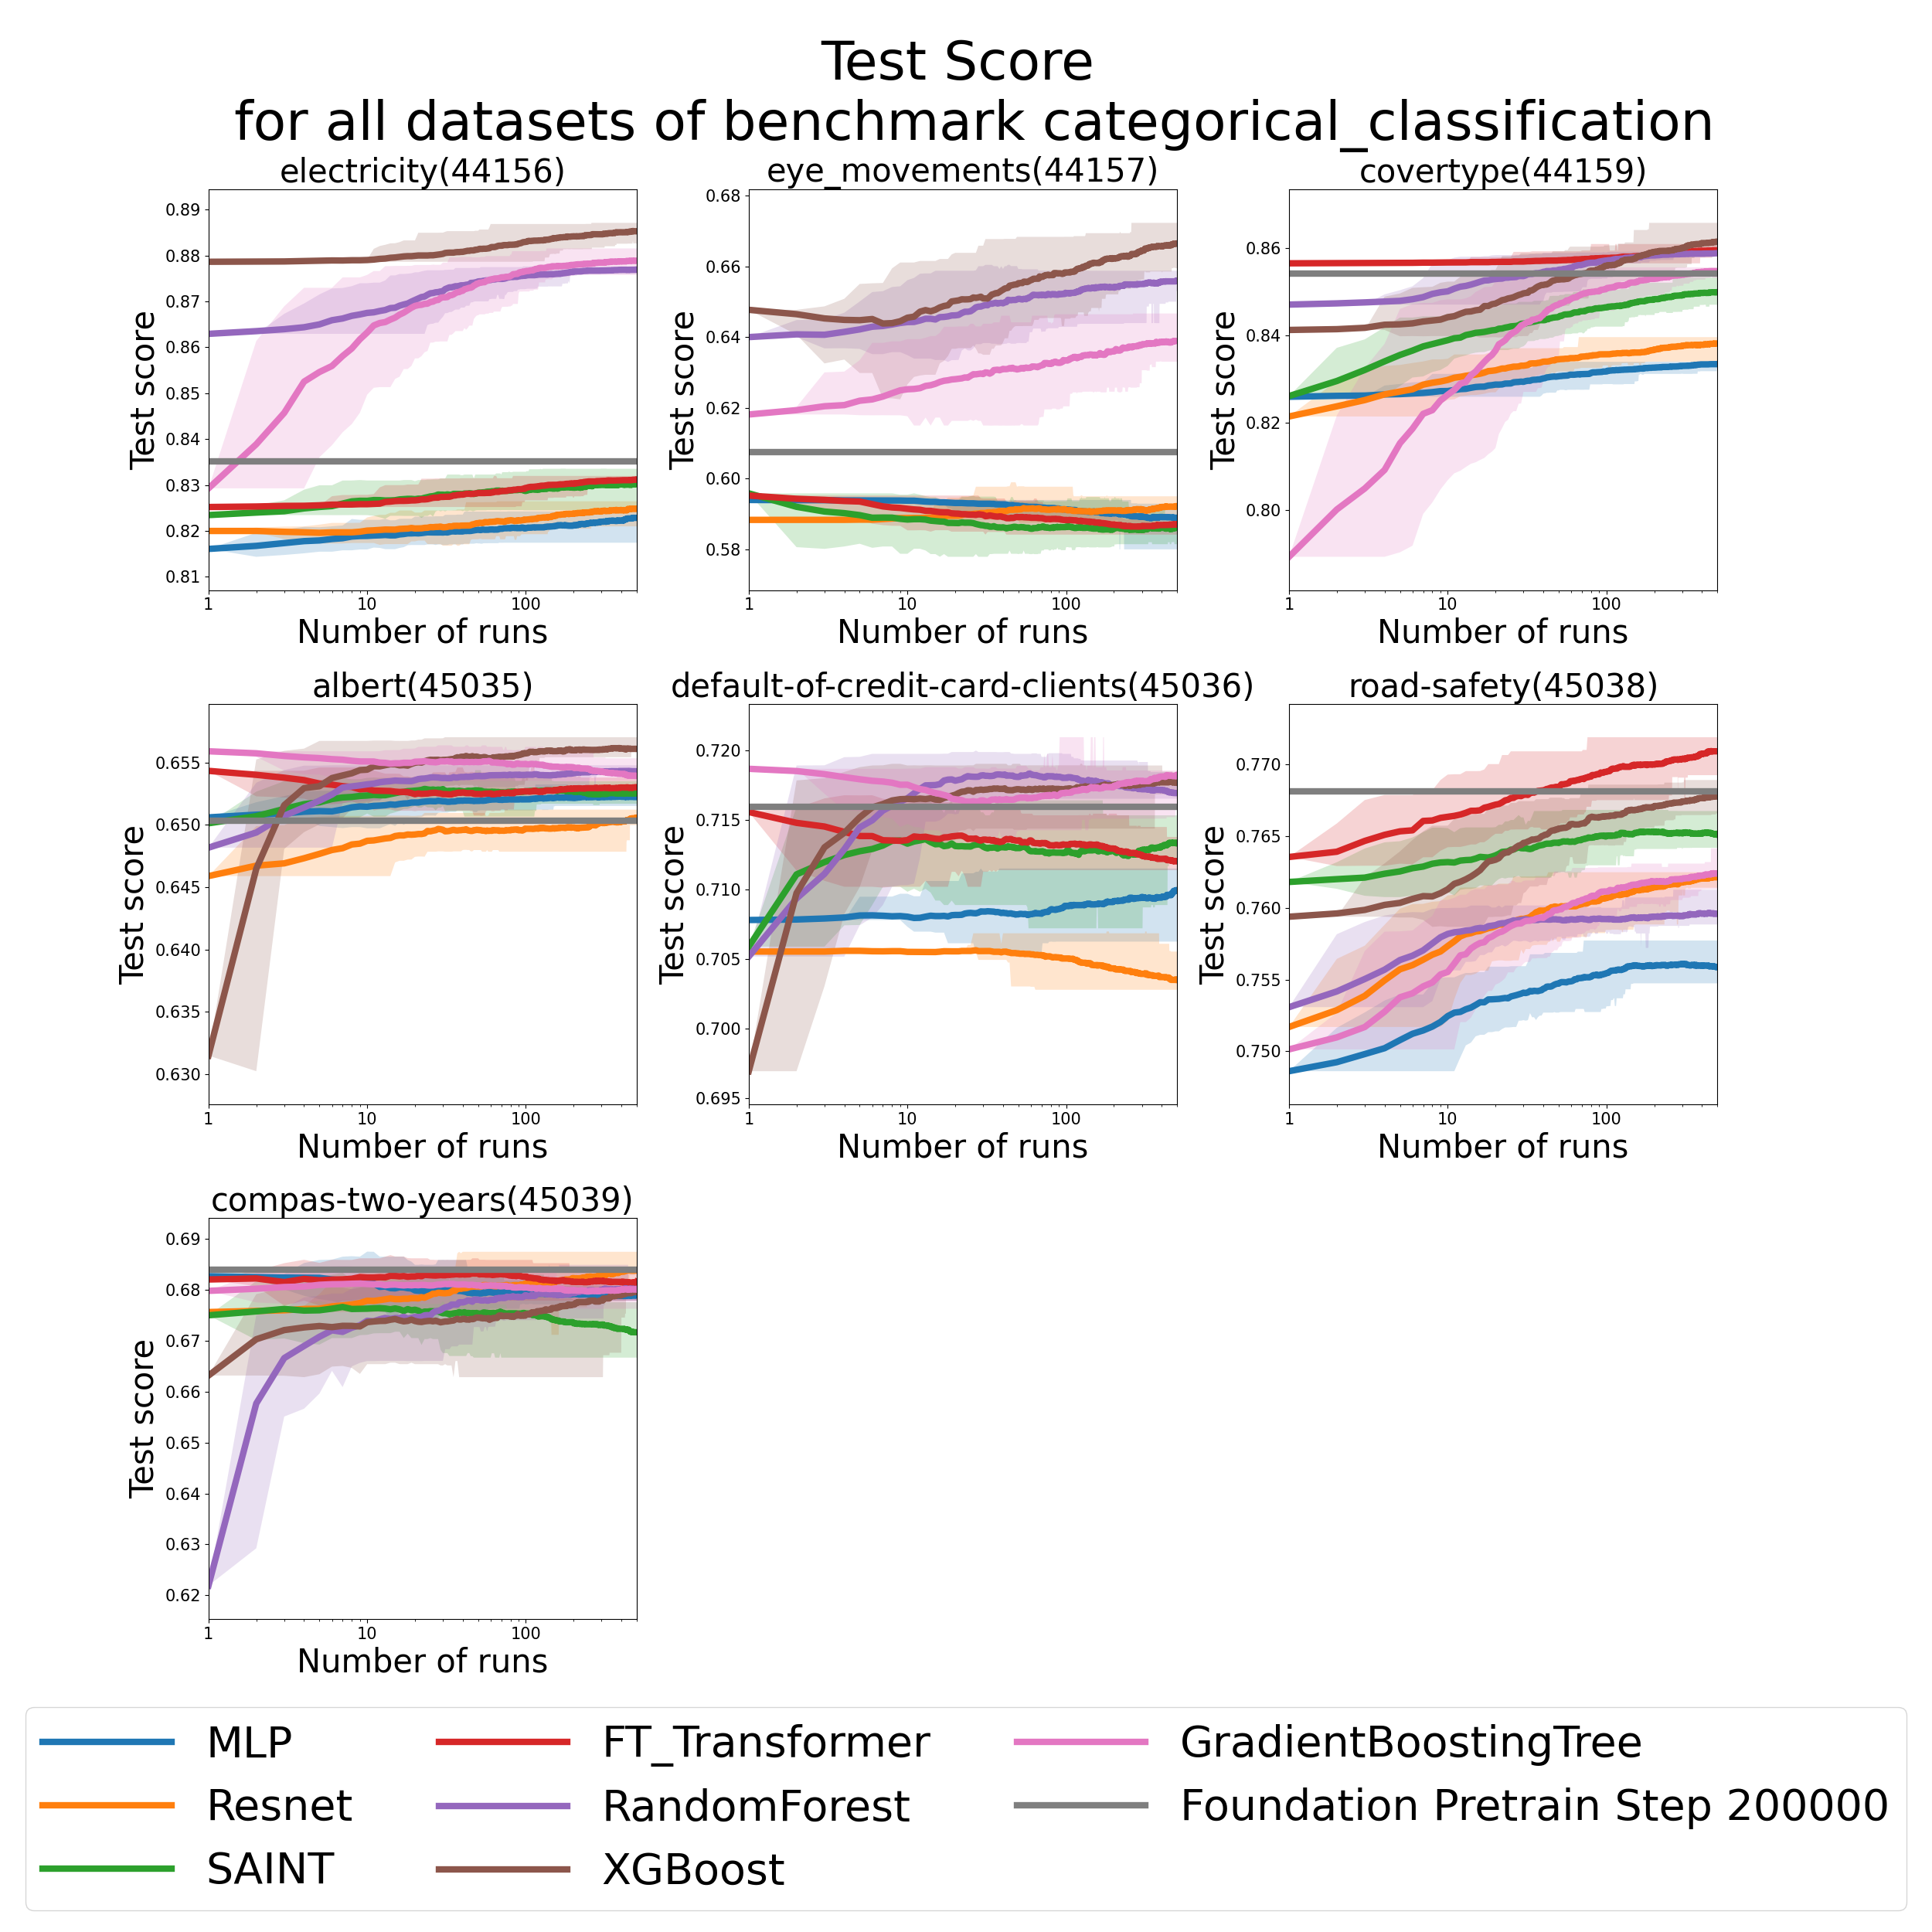 Test Score
for all datasets of benchmark categorical_classification
electricity(44156)
0.89
0.88
0.87
0.86
0.85
0.84
0.83
0.82
0.81
Test score
1 10 100
Number of runs
eye_movements(44157)
0.68
0.66
0.64
0.62
0.60
0.58
Test score
1 10 100
Number of runs
covertype(44159)
0.86
0.84
0.82
0.80
Test score
1 10 100
Number of runs
albert(45035)
0.655
0.650
0.645
0.640
0.635
0.630
Test score
1 10 100
Number of runs
default-of-credit-card-clients(45036)
0.720
0.715
0.710
0.705
0.700
0.695
Test score
1 10 100
Number of runs
road-safety(45038)
0.770
0.765
0.760
0.755
0.750
Test score
1 10 100
Number of runs
compas-two-years(45039)
0.69
0.68
0.67
0.66
0.65
0.64
0.63
0.62
Test score
1 10 100
Number of runs
MLP
Resnet
SAINT
FT_Transformer
RandomForest
XGBoost
GradientBoostingTree
Foundation Pretrain Step 200000